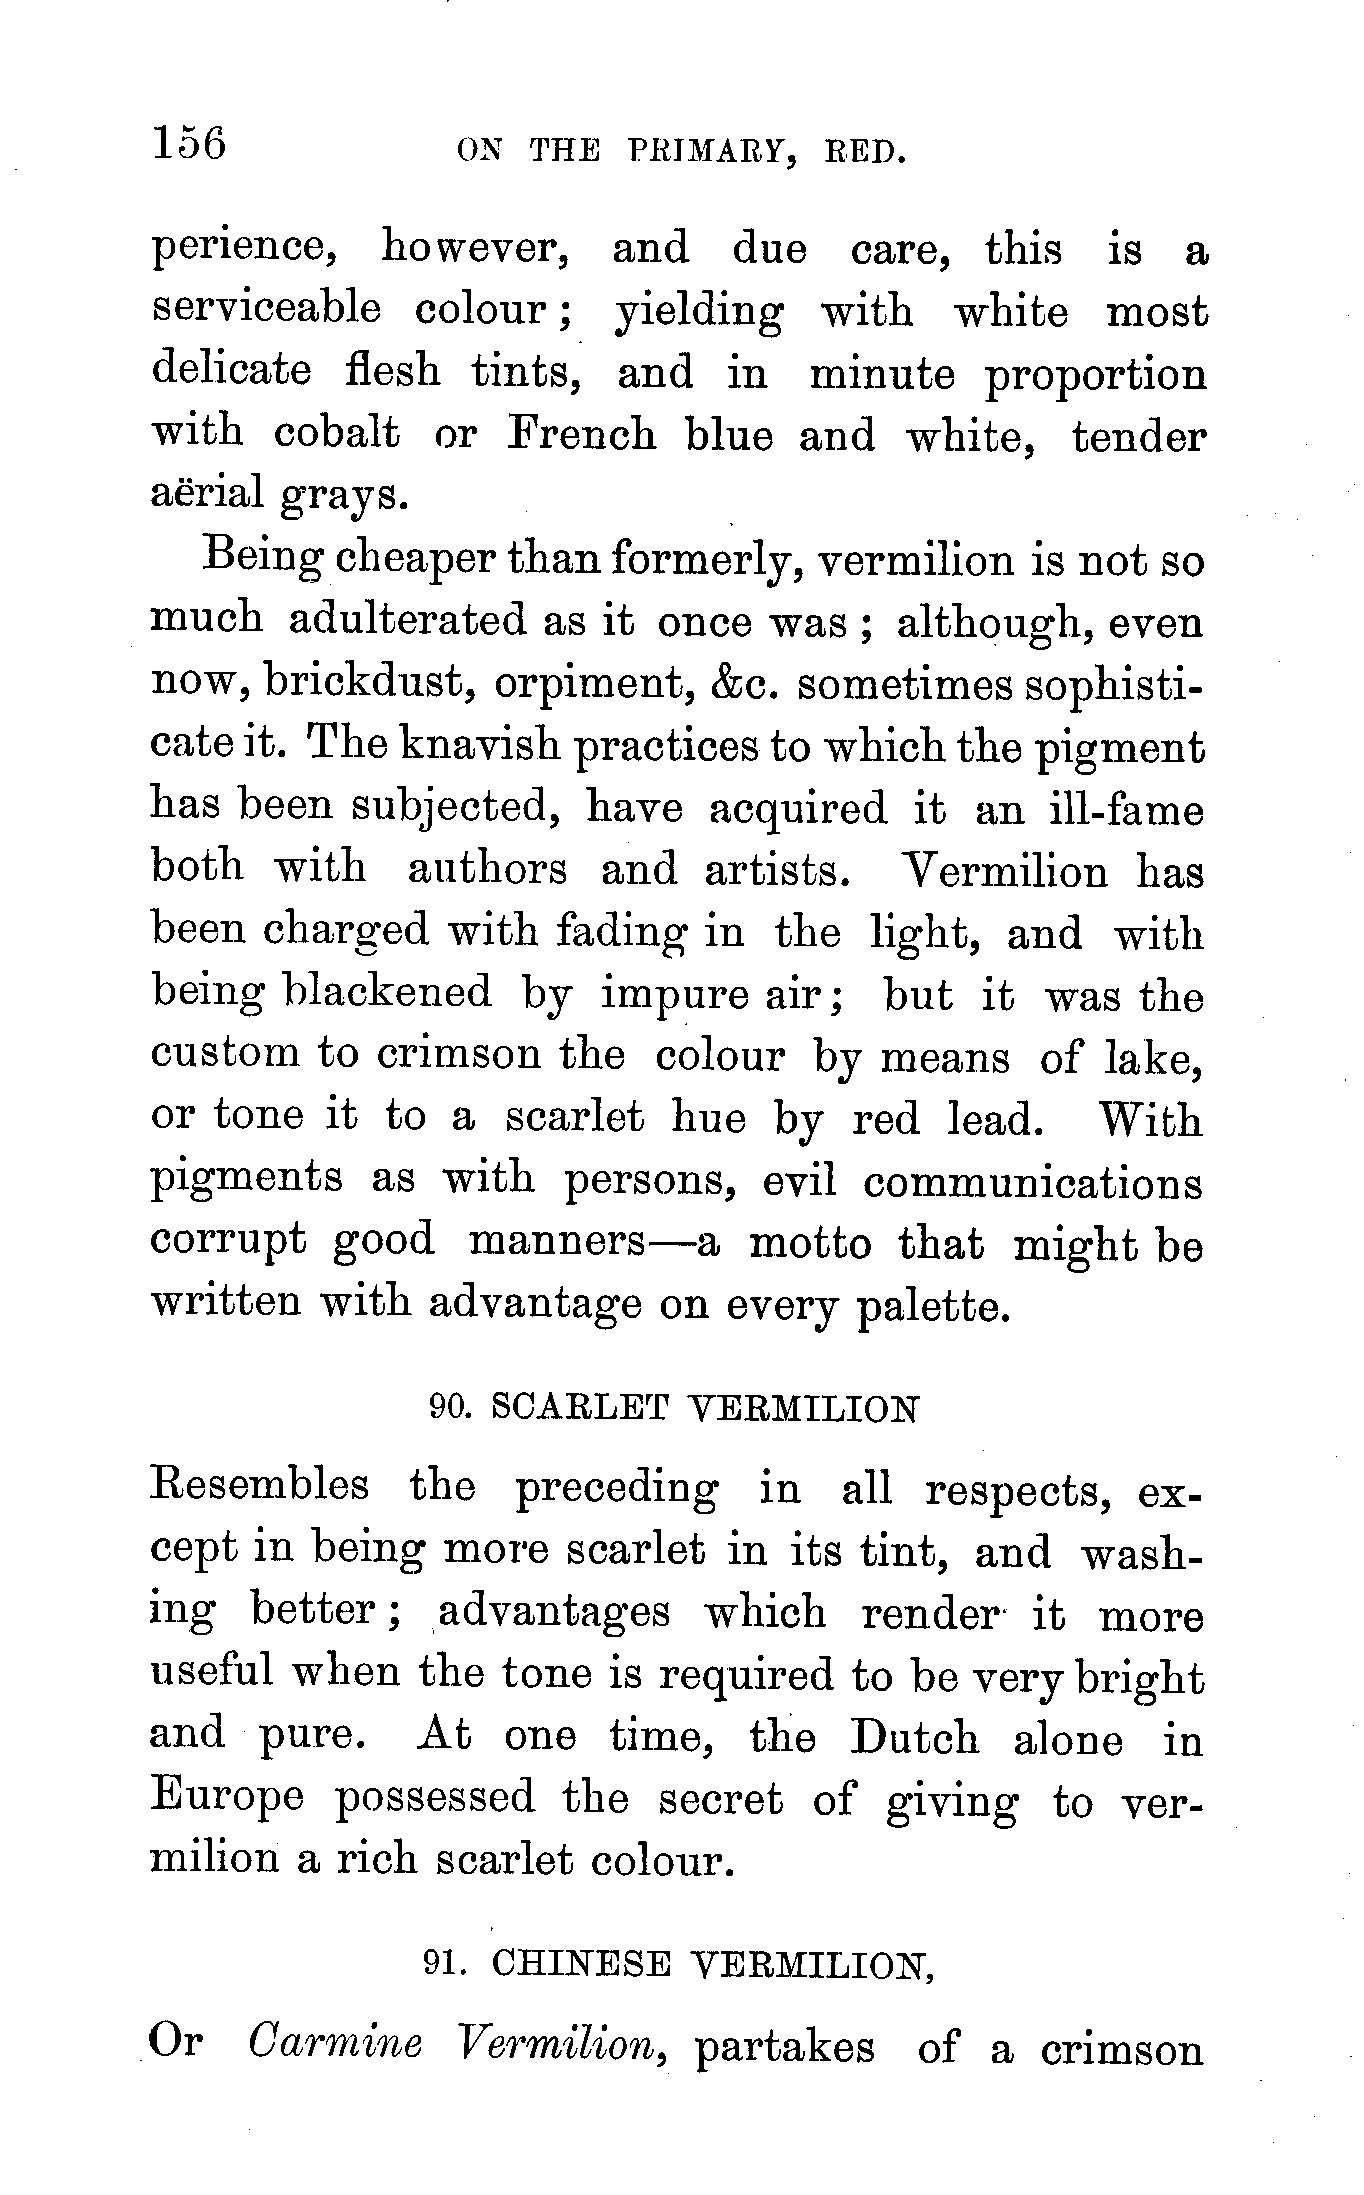 156 ON THE PRIMARY, RED.
perience, however, and due care, this is a
serviceable colour ; yielding with white most
delicate flesh tints, and in minute proportion
with cobalt or French blue and white, tender
aërial grays.
Being cheaper than formerly, vermilion is not so
much adulterated as it once was ; although, even
now, brickdust, orpiment, &c. sometimes sophisti-
cate it. The knavish practices to which the pigment
has been subjected, have acquired it an ill-fame
both with authors and artists. Vermilion has
been charged with fading in the light, and with
being blackened by impure air ; but it was the
custom to crimson the colour by means of lake,
or tone it to a scarlet hue by red lead. With
pigments as with persons, evil communications
corrupt good manners—a motto that might be
written with advantage on every palette.
90. SCARLET VERMILION
Resembles the preceding in all respects, ex-
cept in being more scarlet in its tint, and wash-
ing better ; advantages which render it more
useful when the tone is required to be very bright
and pure. At one time, the Dutch alone in
Europe possessed the secret of giving to ver-
milion a rich scarlet colour.
91. CHINESE VERMILION,
Or Carmine Vermilion, partakes of a crimson